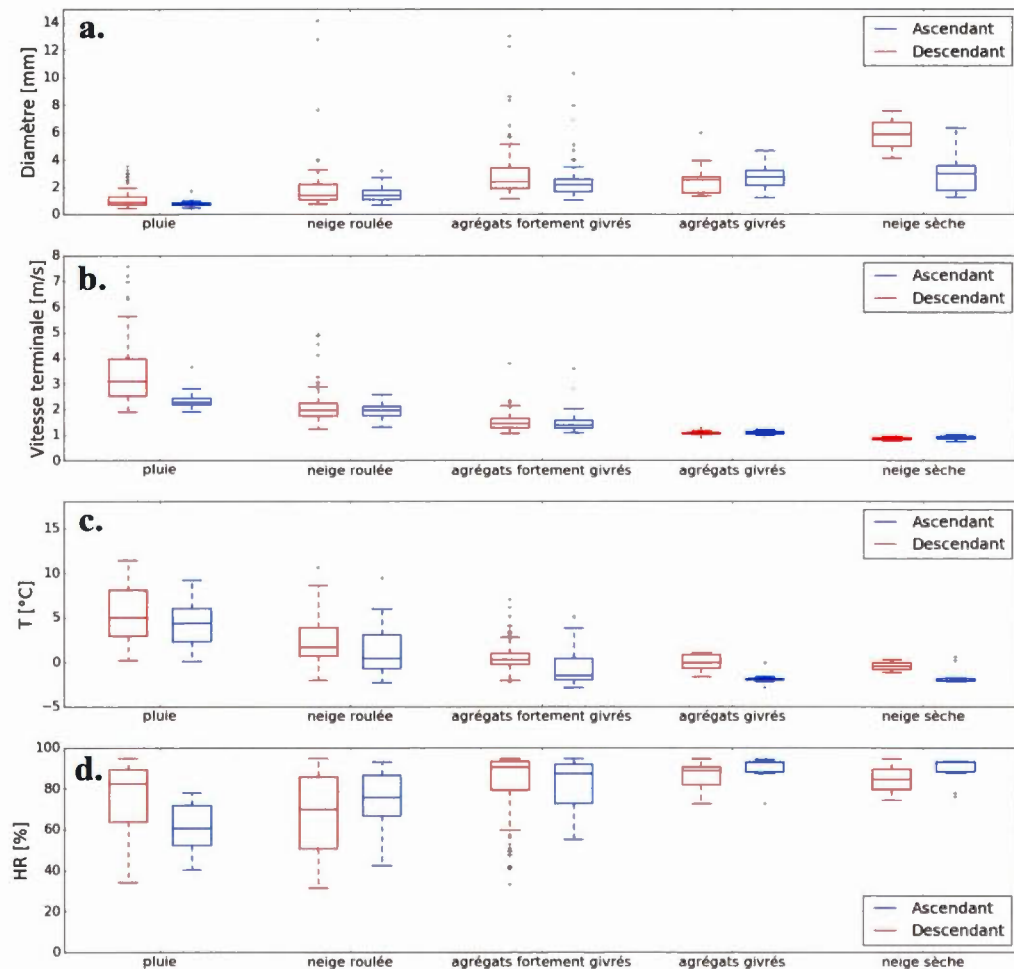 a.
Diamètre [mm]
14
12
10
8
6
4
2
0
Ascendant
Descendant
pluie
neige roulée
agrégats fortement givrés
agrégats givrés
neige sèche
b.
Vitesse terminale [m/s]
8
7
6
5
4
3
2
1
0
Ascendant
Descendant
pluie
neige roulée
agrégats fortement givrés
agrégats givrés
neige sèche
c.
T [°C]
15
10
5
0
−5
Ascendant
Descendant
pluie
neige roulée
agrégats fortement givrés
agrégats givrés
neige sèche
d.
HR [%]
100
80
60
40
20
0
Ascendant
Descendant
pluie
neige roulée
agrégats fortement givrés
agrégats givrés
neige sèche